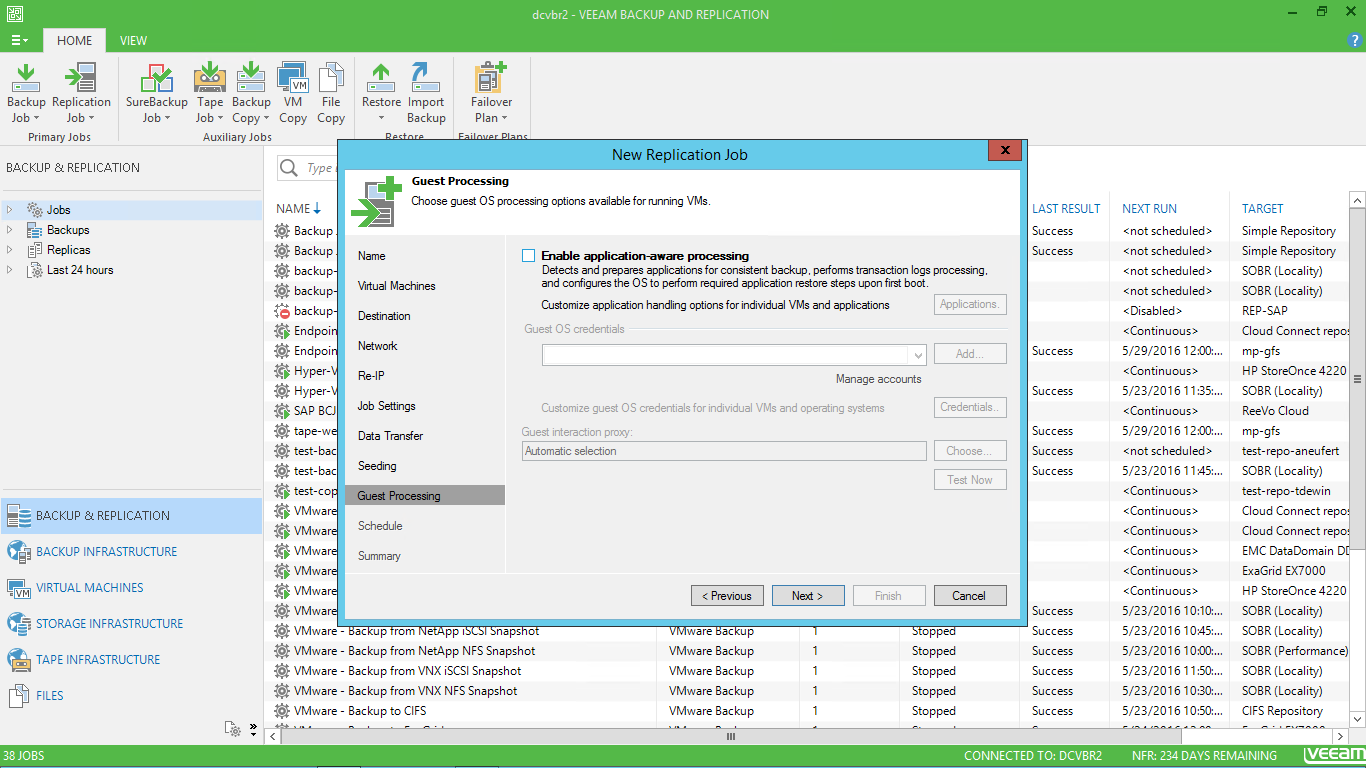 dcvbr2 - VEEAM BACKUP AND REPLICATION
HOME VIEW
Backup Job Replication Job SureBackup Job Tape Job Backup Copy VM Copy File Copy Restore Import Backup Failover Plan
Primary Jobs Auxiliary Jobs Restore Failover Plans
BACKUP & REPLICATION
Jobs
Backups
Replicas
Last 24 hours
BACKUP & REPLICATION
BACKUP INFRASTRUCTURE
VIRTUAL MACHINES
STORAGE INFRASTRUCTURE
TAPE INFRASTRUCTURE
FILES
Type
NAME LAST RESULT NEXT RUN TARGET
Backup Success <not scheduled> Simple Repository
Backup Success <not scheduled> Simple Repository
backup- <not scheduled> SOBR (Locality)
backup- <not scheduled> SOBR (Locality)
backup- <Disabled> REP-SAP
Endpoin <Continuous> Cloud Connect repos
Endpoin Success 5/29/2016 12:00:... mp-gfs
Hyper-V <Continuous> HP StoreOnce 4220
Hyper-V Success 5/23/2016 11:35:... SOBR (Locality)
SAP BCJ <Continuous> ReeVo Cloud
tape-we Success 5/29/2016 12:00:... mp-gfs
test-bac Success <not scheduled> test-repo-aneufert
test-bac Success 5/23/2016 11:45:... SOBR (Locality)
test-cop <Continuous> test-repo-tdewin
VMware <Continuous> Cloud Connect repos
VMware <Continuous> Cloud Connect repos
VMware <Continuous> EMC DataDomain DD
VMware <Continuous> ExaGrid EX7000
VMware <Continuous> HP StoreOnce 4220
VMware Success 5/23/2016 10:10:... SOBR (Locality)
VMware - Backup from NetApp iSCSI Snapshot VMware Backup 1 Stopped Success 5/23/2016 10:45:... SOBR (Locality)
VMware - Backup from NetApp NFS Snapshot VMware Backup 1 Stopped Success 5/23/2016 10:00:... SOBR (Performance)
VMware - Backup from VNX iSCSI Snapshot VMware Backup 1 Stopped Success 5/23/2016 11:50:... SOBR (Locality)
VMware - Backup from VNX NFS Snapshot VMware Backup 1 Stopped Success 5/23/2016 10:30:... SOBR (Locality)
VMware - Backup to CIFS VMware Backup 1 Stopped Success 5/23/2016 10:50:... CIFS Repository
New Replication Job
X
Guest Processing
Choose guest OS processing options available for running VMs.
Name
Virtual Machines
Destination
Network
Re-IP
Job Settings
Data Transfer
Seeding
Guest Processing
Schedule
Summary
Enable application-aware processing
Detects and prepares applications for consistent backup, performs transaction logs processing,
and configures the OS to perform required application restore steps upon first boot.
Customize application handling options for individual VMs and applications Applications.
Guest OS credentials
Add...
Manage accounts
Customize guest OS credentials for individual VMs and operating systems Credentials..
Guest interaction proxy:
Automatic selection Choose...
Test Now
< Previous Next > Finish Cancel
38 JOBS CONNECTED TO: DCVBR2 NFR: 234 DAYS REMAINING veeam